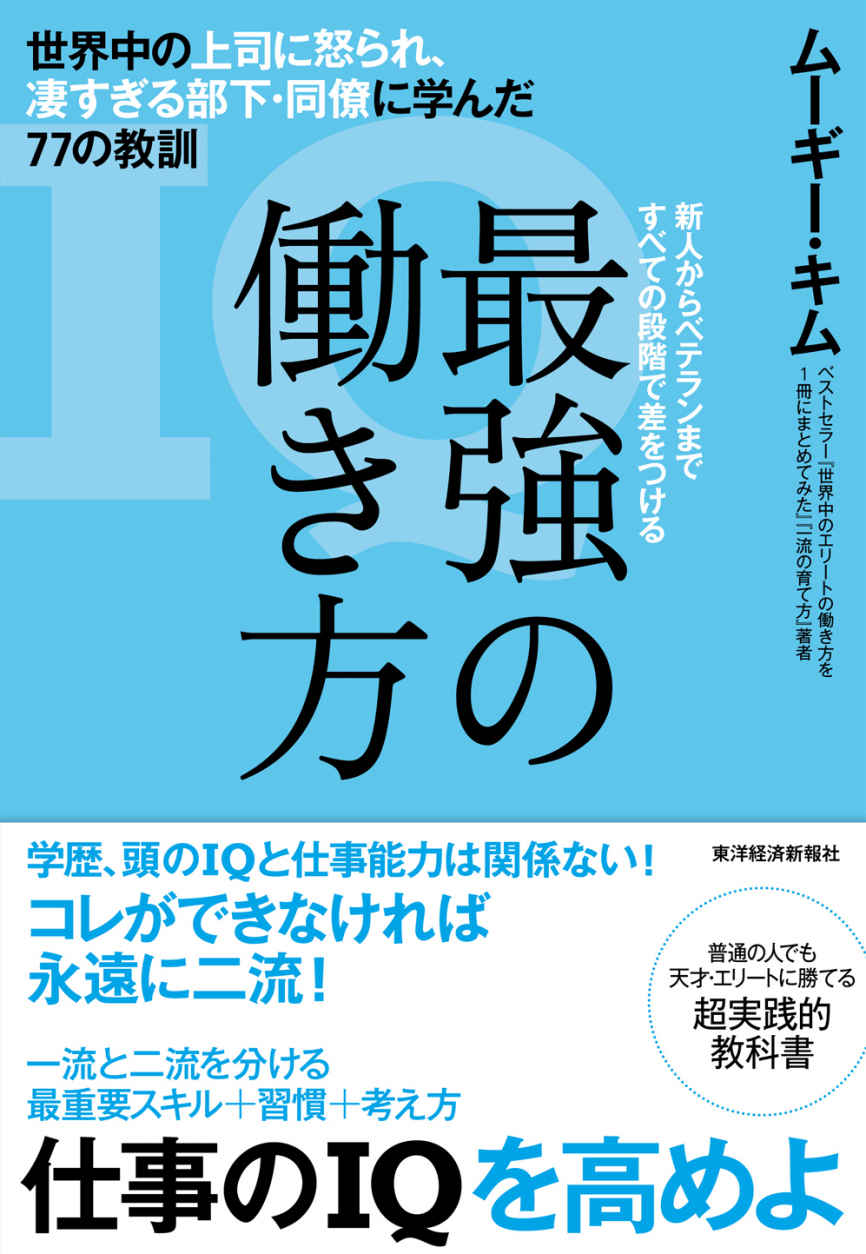 世界中の上司に怒られ、
凄すぎる部下・同僚に学んだ
77の教訓
ムーギー・キム
ベストセラー『世界中のエリートの働き方を
1冊にまとめてみた』『一流の育て方』著者
新人からベテランまで
すべての段階で差をつける
最強の
働き方
IQ
学歴、頭のIQと仕事能力は関係ない！
コレができなければ
永遠に二流！
東洋経済新報社
普通の人でも
天才・エリートに勝てる
超実践的
教科書
一流と二流を分ける
最重要スキル＋習慣＋考え方
仕事のIQを高めよ